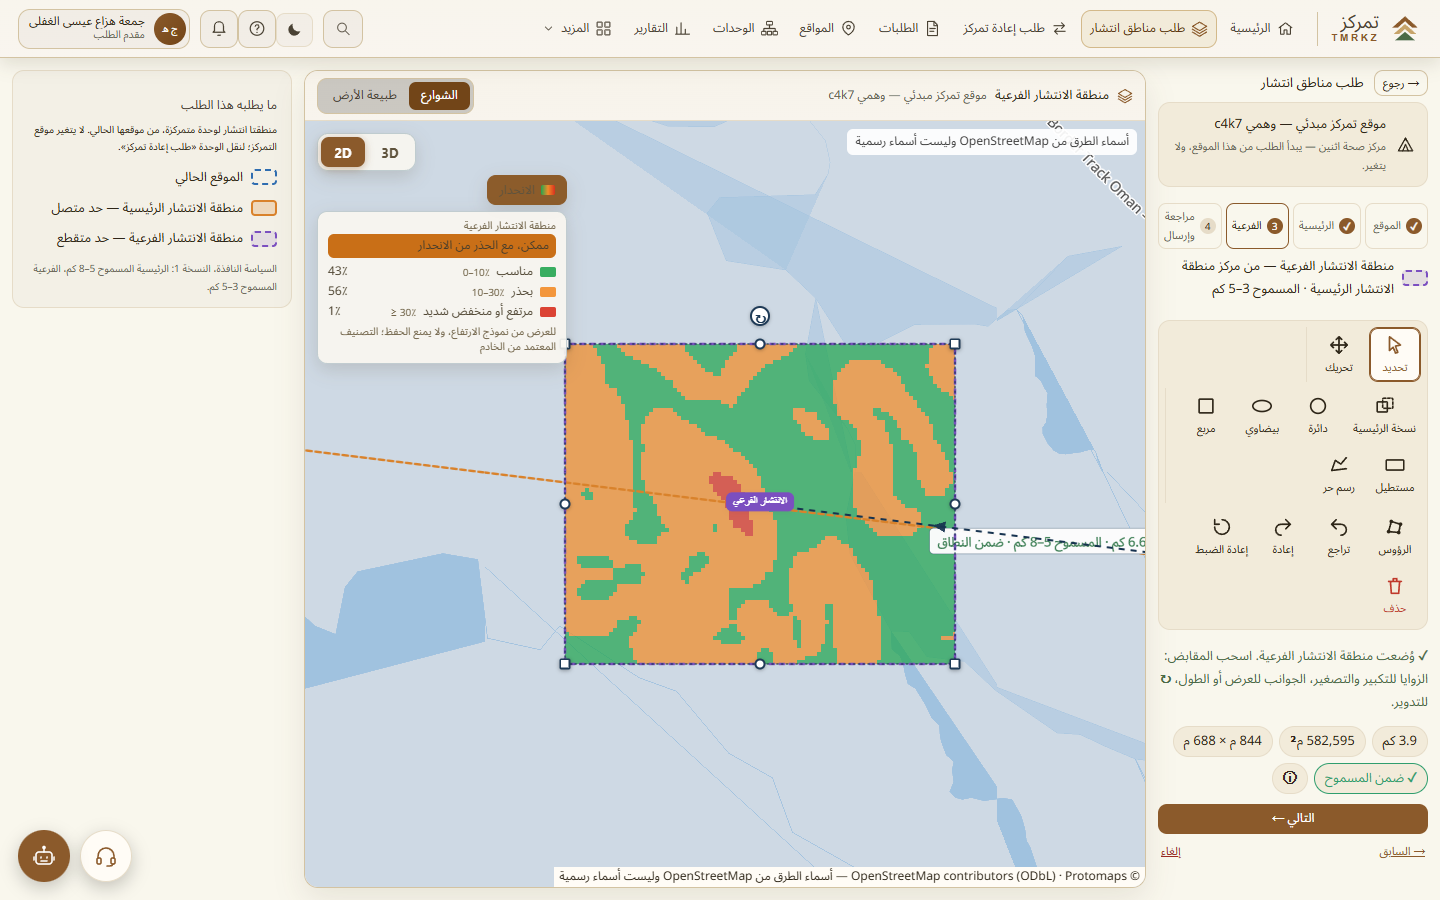 تمركز
TMRKZ
الرئيسية
طلب مناطق انتشار
طلب إعادة تمركز
الطلبات
المواقع
الوحدات
التقارير
المزيد
جمعة هزاع عيسى الغفلي
مقدم الطلب
ج ه
→ رجوع
طلب مناطق انتشار
موقع تمركز مبدئي — وهمي c4k7
مركز صحة اثنين — يبدأ الطلب من هذا الموقع، ولا يتغير.
الموقع
الرئيسية
3 الفرعية
4 مراجعة وإرسال
منطقة الانتشار الفرعية — من مركز منطقة
الانتشار الرئيسية · المسموح 3–5 كم
تحديد
تحريك
نسخة الرئيسية
دائرة
بيضاوي
مربع
مستطيل
رسم حر
الرؤوس
تراجع
إعادة
إعادة الضبط
حذف
✓ وُضعت منطقة الانتشار الفرعية. اسحب المقابض:
الزوايا للتكبير والتصغير، الجوانب للعرض أو الطول، ↻
للتدوير.
3.9 كم
582,595 م²
844 م × 688 م
✓ ضمن المسموح
التالي ←
→ السابق
إلغاء
منطقة الانتشار الفرعية
موقع تمركز مبدئي — وهمي c4k7
الشوارع
طبيعة الأرض
أسماء الطرق من OpenStreetMap وليست أسماء رسمية
Track Oman -
2D
3D
الانحدار
منطقة الانتشار الفرعية
ممكن، مع الحذر من الانحدار
مناسب 0–10٪ 43٪
بحذر 10–30٪ 56٪
مرتفع أو منخفض شديد ≥ 30٪ 1٪
للعرض من نموذج الارتفاع، ولا يمنع الحفظ؛ التصنيف
المعتمد من الخادم
الانتشار الفرعي
6.6 كم · المسموح 5–8 كم · ضمن النطاق
© OpenStreetMap contributors (ODbL) · Protomaps — أسماء الطرق من OpenStreetMap وليست أسماء رسمية
ما يطلبه هذا الطلب
منطقتا انتشار لوحدة متمركزة، من موقعها الحالي. لا يتغير موقع
التمركز؛ لنقل الوحدة «طلب إعادة تمركز».
الموقع الحالي
منطقة الانتشار الرئيسية — حد متصل
منطقة الانتشار الفرعية — حد متقطع
السياسة النافذة، النسخة 1: الرئيسية المسموح 5–8 كم، الفرعية
المسموح 3–5 كم.